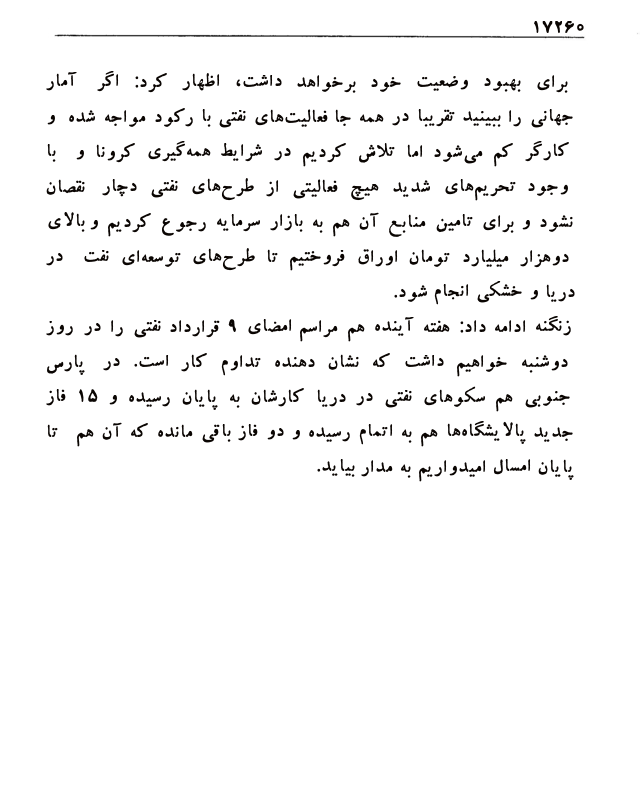 ۱۷۲۶۰
برای بهبود وضعیت خود برخواهد داشت، اظهار کرد: اگر آمار
جهانی را ببینید تقریبا در همه جا فعالیت‌های نفتی با رکود مواجه شده و
کارگر کم می‌شود اما تلاش کردیم در شرایط همه‌گیری کرونا و با
وجود تحریم‌های شدید هیچ فعالیتی از طرح‌های نفتی دچار نقصان
نشود و برای تامین منابع آن هم به بازار سرمایه رجوع کردیم و بالای
دوهزار میلیارد تومان اوراق فروختیم تا طرح‌های توسعه‌ای نفت در
دریا و خشکی انجام شود.
زنگنه ادامه داد: هفته آینده هم مراسم امضای ۹ قرارداد نفتی را در روز
دوشنبه خواهیم داشت که نشان دهنده تداوم کار است. در پارس
جنوبی هم سکوهای نفتی در دریا کارشان به پایان رسیده و ۱۵ فاز
جدید پالایشگاه‌ها هم به اتمام رسیده و دو فاز باقی مانده که آن هم تا
پایان امسال امیدواریم به مدار بیاید.